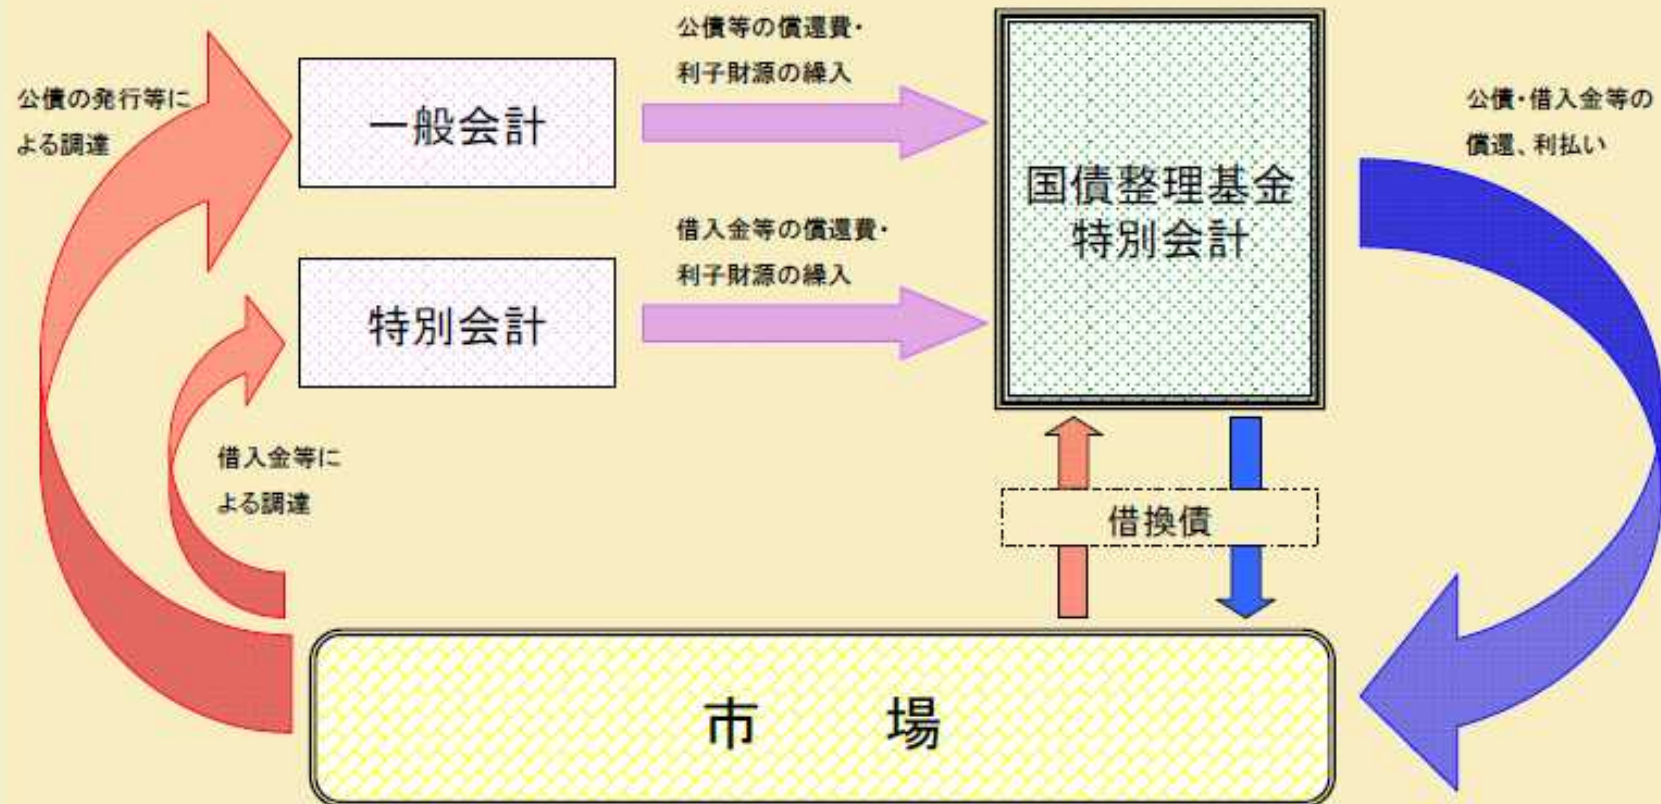 公債の発行等に
よる調達
一般会計
公債等の償還費・
利子財源の繰入
国債整理基金
特別会計
公債・借入金等の
償還、利払い
借入金等の償還費・
利子財源の繰入
特別会計
借入金等に
よる調達
借換債
市　場